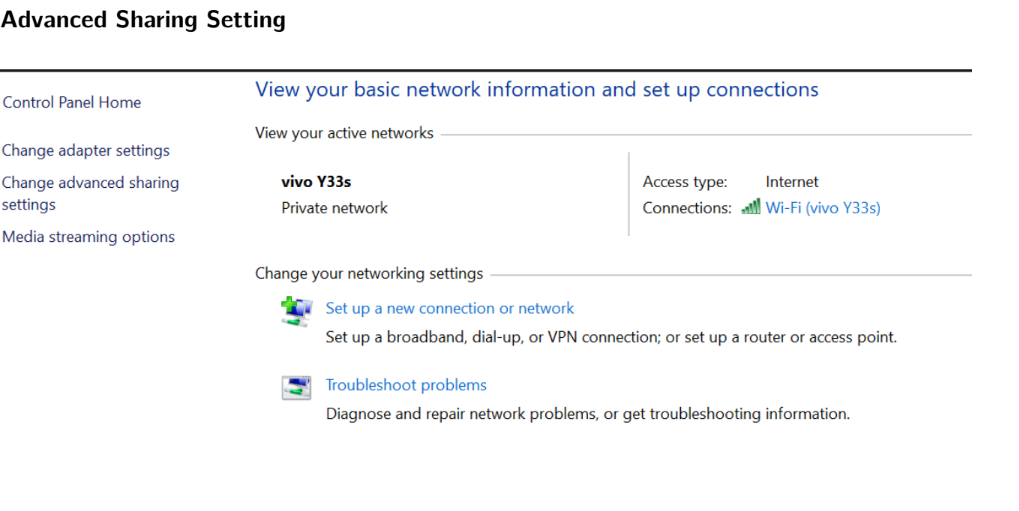 Advanced Sharing Setting
Control Panel Home
Change adapter settings
Change advanced sharing
settings
Media streaming options
View your basic network information and set up connections
View your active networks
vivo Y33s
Private network
Access type: Internet
Connections: Wi-Fi (vivo Y33s)
Change your networking settings
Set up a new connection or network
Set up a broadband, dial-up, or VPN connection; or set up a router or access point.
Troubleshoot problems
Diagnose and repair network problems, or get troubleshooting information.